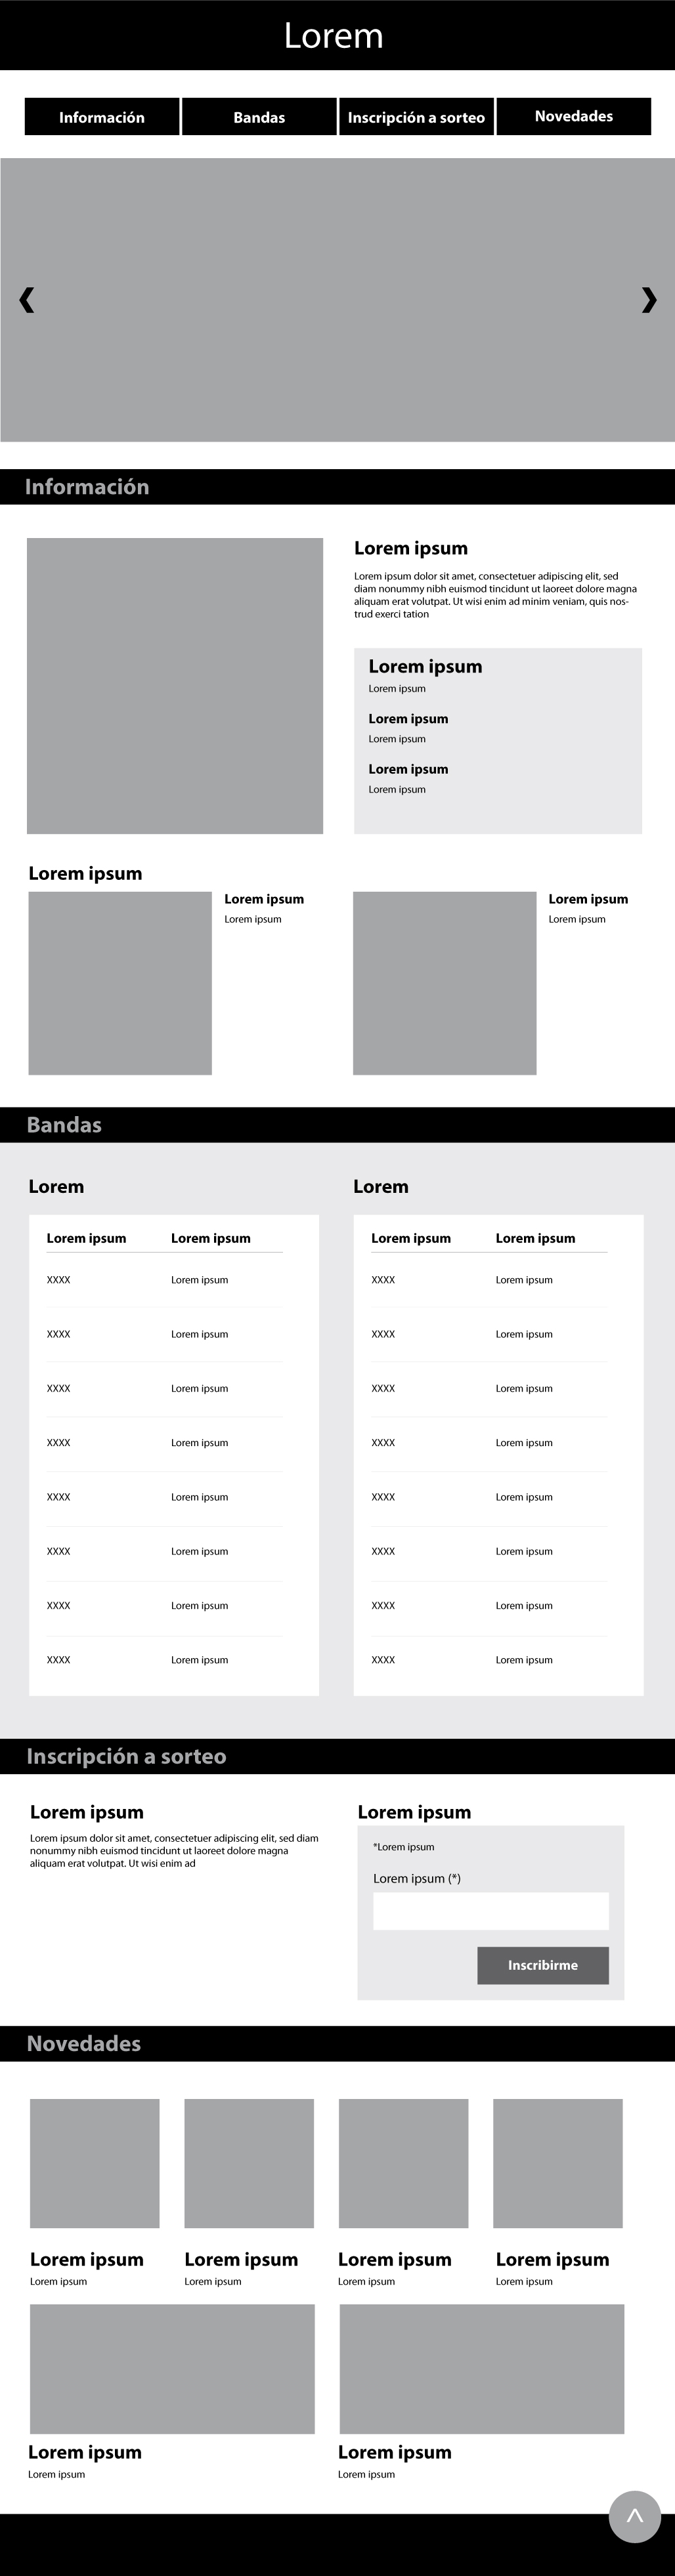 Lorem
Información
Bandas
Inscripción a sorteo
Novedades
Información
Lorem ipsum
Lorem ipsum dolor sit amet, consectetuer adipiscing elit, sed
diam nonummy nibh euismod tincidunt ut laoreet dolore magna
aliquam erat volutpat. Ut wisi enim ad minim veniam, quis nos-
trud exerci tation
Lorem ipsum
Lorem ipsum
Lorem ipsum
Lorem ipsum
Lorem ipsum
Lorem ipsum
Lorem ipsum
Lorem ipsum
Lorem ipsum
Lorem ipsum
Lorem ipsum
Bandas
Lorem
Lorem ipsum Lorem ipsum
XXXX Lorem ipsum
XXXX Lorem ipsum
XXXX Lorem ipsum
XXXX Lorem ipsum
XXXX Lorem ipsum
XXXX Lorem ipsum
XXXX Lorem ipsum
XXXX Lorem ipsum
Lorem
Lorem ipsum Lorem ipsum
XXXX Lorem ipsum
XXXX Lorem ipsum
XXXX Lorem ipsum
XXXX Lorem ipsum
XXXX Lorem ipsum
XXXX Lorem ipsum
XXXX Lorem ipsum
XXXX Lorem ipsum
Inscripción a sorteo
Lorem ipsum
Lorem ipsum dolor sit amet, consectetuer adipiscing elit, sed diam
nonummy nibh euismod tincidunt ut laoreet dolore magna
aliquam erat volutpat. Ut wisi enim ad
Lorem ipsum
*Lorem ipsum
Lorem ipsum (*)
Inscribirme
Novedades
Lorem ipsum
Lorem ipsum
Lorem ipsum
Lorem ipsum
Lorem ipsum
Lorem ipsum
Lorem ipsum
Lorem ipsum
Lorem ipsum
Lorem ipsum
Lorem ipsum
Lorem ipsum